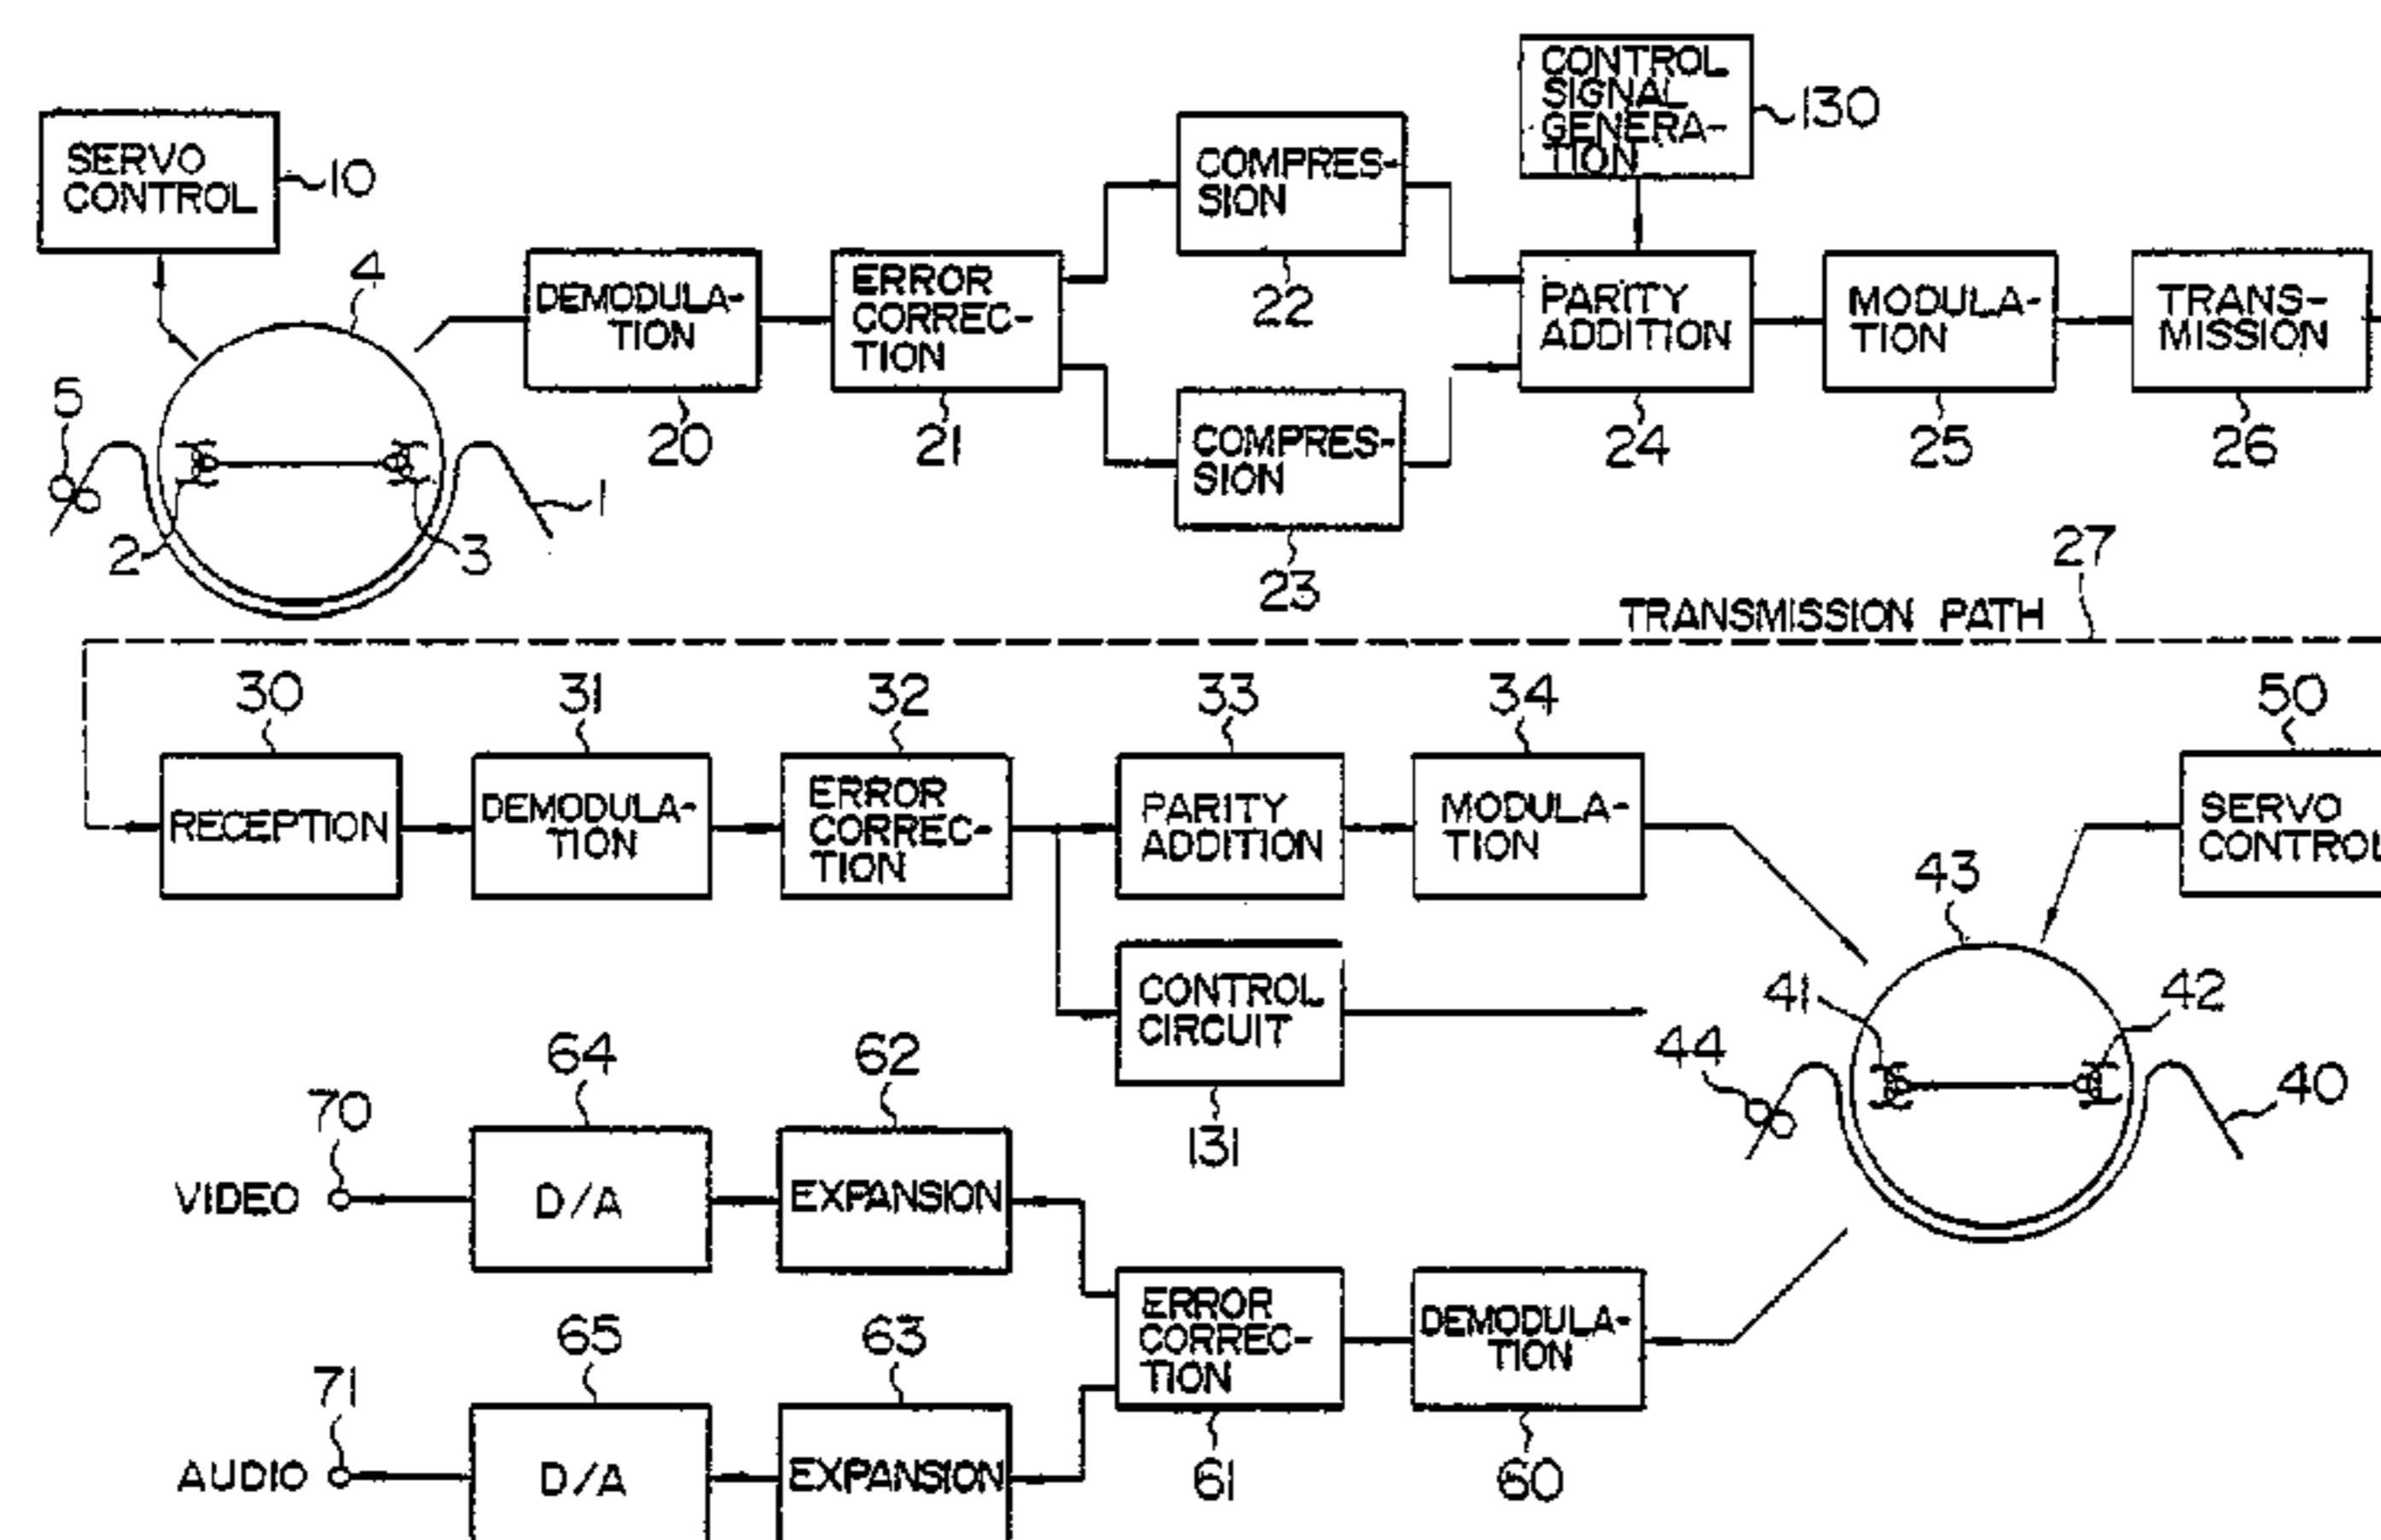 CONTROL
SIGNAL
GENERA-
TION
130
SERVO
CONTROL
10
COMPRES-
SION
22
4
DEMODULA-
TION
20
ERROR
CORREC-
TION
21
PARITY
ADDITION
24
MODULA-
TION
25
TRANS-
MISSION
26
5
COMPRES-
SION
23
1
2
3
27
TRANSMISSION PATH
30
RECEPTION
31
DEMODULA-
TION
32
ERROR
CORREC-
TION
33
PARITY
ADDITION
34
MODULA-
TION
50
SERVO
CONTROL
43
41
42
44
40
CONTROL
CIRCUIT
131
64
62
70
VIDEO
D/A
EXPANSION
ERROR
CORREC-
TION
61
DEMODULA-
TION
60
65
63
71
AUDIO
D/A
EXPANSION